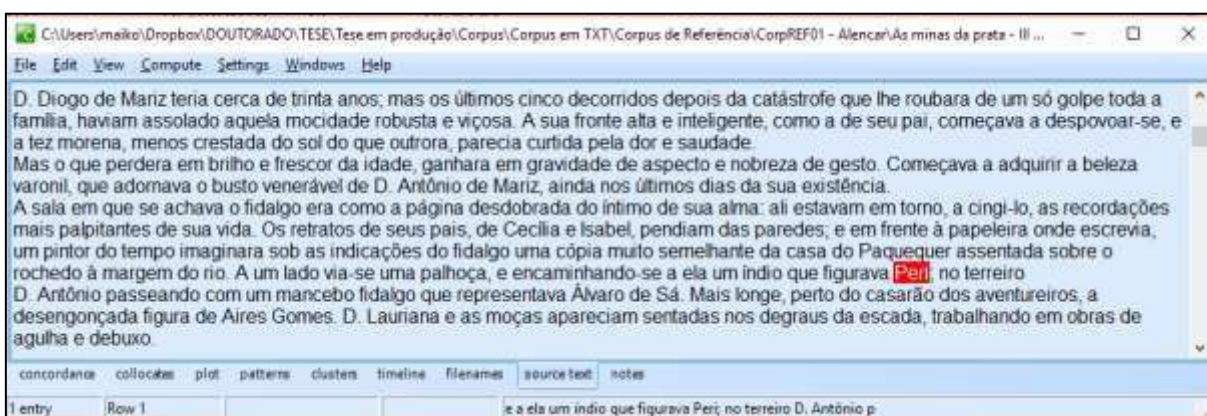 C:\Users\maiko\Dropbox\DOUTORADO\TESE\Tese em produção\Corpus\Corpus em TXT\Corpus de Referência\CorpREF01 - Alencar\As minas da prata - III ...
File Edit View Compute Settings Windows Help
D. Diogo de Mariz teria cerca de trinta anos; mas os últimos cinco decorridos depois da catástrofe que lhe roubara de um só golpe toda a
família, haviam assolado aquela mocidade robusta e viçosa. A sua fronte alta e inteligente, como a de seu pai, começava a despovoar-se, e
a tez morena, menos crestada do sol do que outrora, parecia curtida pela dor e saudade.
Mas o que perdera em brilho e frescor da idade, ganhara em gravidade de aspecto e nobreza de gesto. Começava a adquirir a beleza
varonil, que adornava o busto venerável de D. Antônio de Mariz, ainda nos últimos dias da sua existência.
A sala em que se achava o fidalgo era como a página desdobrada do íntimo de sua alma: ali estavam em torno, a cingi-lo, as recordações
mais palpitantes de sua vida. Os retratos de seus pais, de Cecília e Isabel, pendiam das paredes; e em frente à papeleira onde escrevia,
um pintor do tempo imaginara sob as indicações do fidalgo uma cópia muito semelhante da casa do Paquequer assentada sobre o
rochedo à margem do rio. A um lado via-se uma palhoça, e encaminhando-se a ela um índio que figurava Peri; no terreiro
D. Antônio passeando com um mancebo fidalgo que representava Álvaro de Sá. Mais longe, perto do casarão dos aventureiros, a
desengonçada figura de Aires Gomes. D. Lauriana e as moças apareciam sentadas nos degraus da escada, trabalhando em obras de
agulha e debuxo.
concordance collocates plot patterns clusters timeline filenames source text notes
1 entry Row 1 e a ela um índio que figurava Peri; no terreiro D. Antônio p